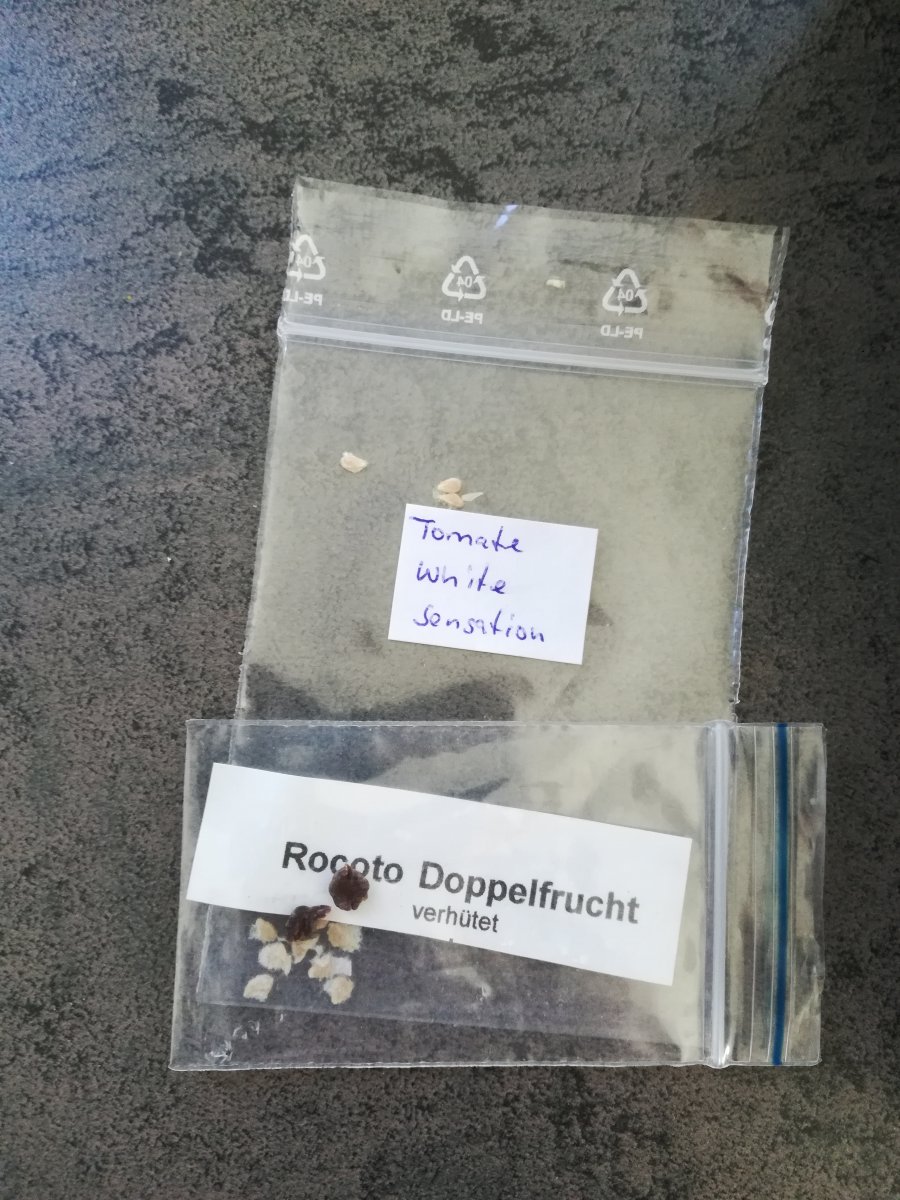 04 04 04
PE-LD PE-LD PE-LD
Tomate
White
Sensation
Rocoto Doppelfrucht
verhütet